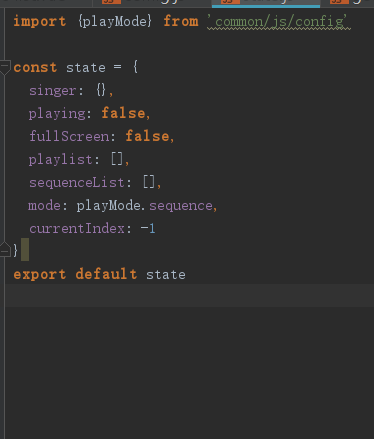 import {playMode} from 'common/js/config'
const state = {
singer: {},
playing: false,
fullScreen: false,
playlist: [],
sequenceList: [],
mode: playMode.sequence,
currentIndex: -1
}
export default state